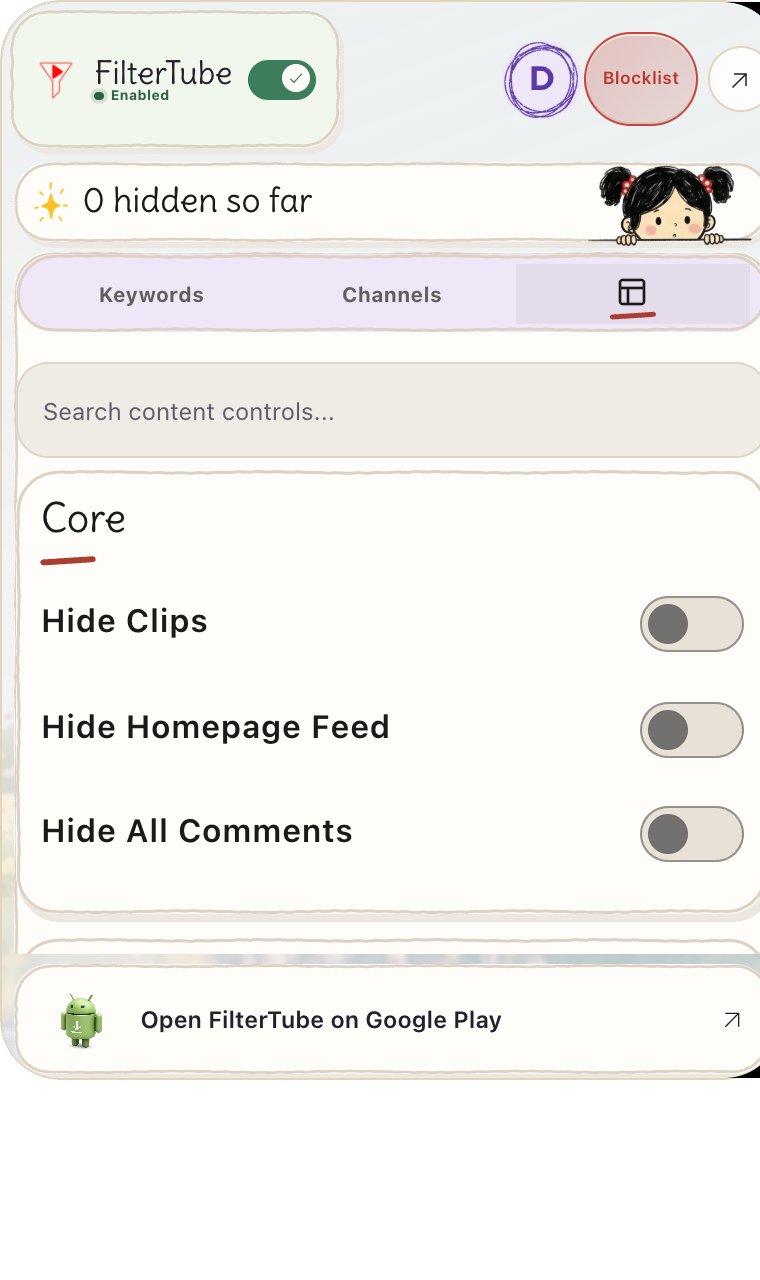 FilterTube
Enabled
D
Blocklist
0 hidden so far
Keywords
Channels
Search content controls...
Core
Hide Clips
Hide Homepage Feed
Hide All Comments
Open FilterTube on Google Play